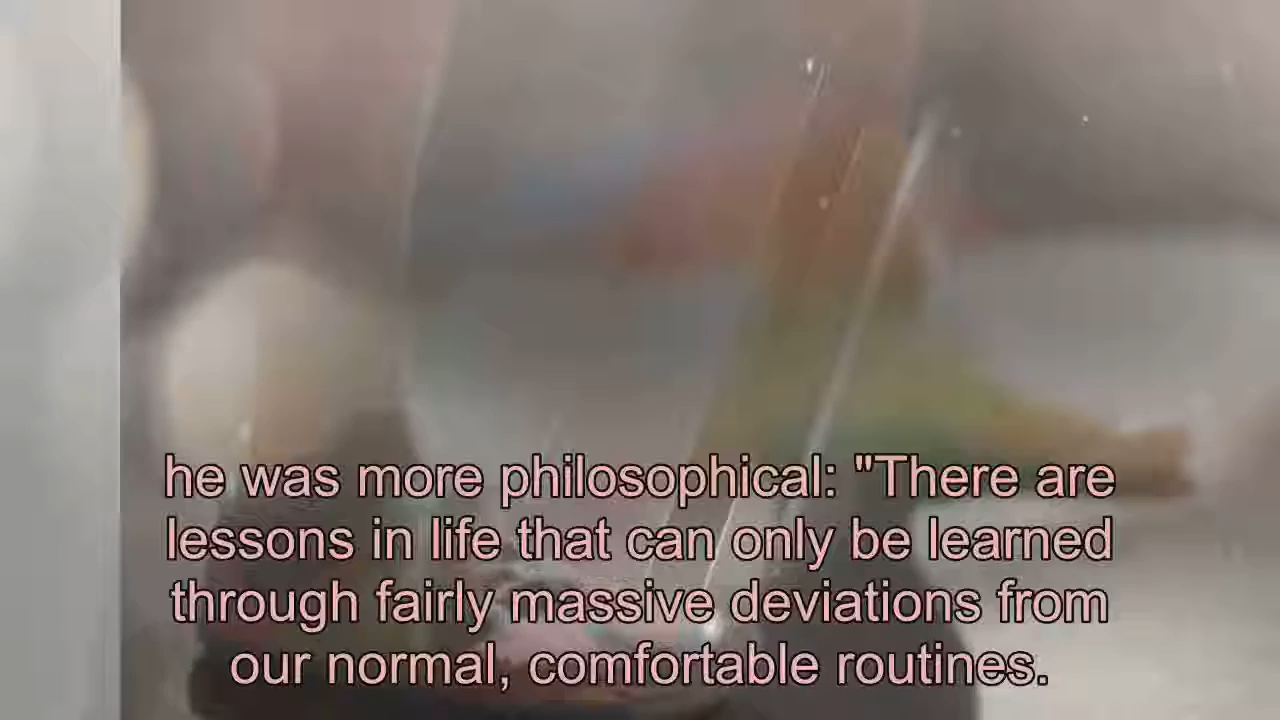 he was more philosophical: "There are
lessons in life that can only be learned
through fairly massive deviations from
our normal, comfortable routines.